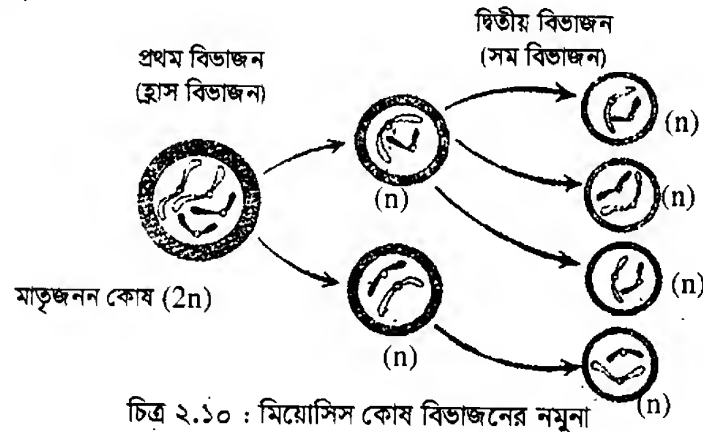 দ্বিতীয় বিভাজন
প্রথম বিভাজন
(সম বিভাজন)
(হ্রাস বিভাজন)
(n)
(n)
(n)
মাতৃজনন কোষ (2n)
(n)
(n)
(n)
চিত্র ২.১০ : মিয়োসিস কোষ বিভাজনের নমুনা